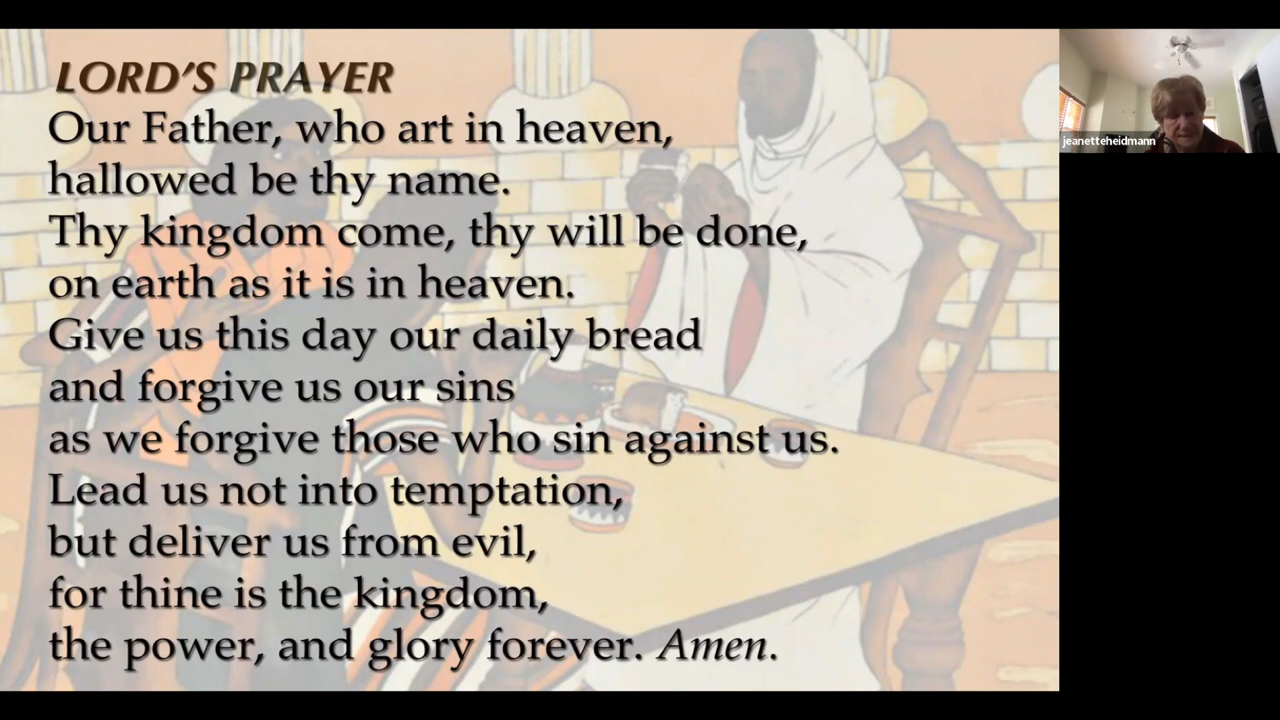 LORD'S PRAYER
Our Father, who art in heaven,
hallowed be thy name.
Thy kingdom come, thy will be done,
on earth as it is in heaven.
Give us this day our daily bread
and forgive us our sins
as we forgive those who sin against us.
Lead us not into temptation,
but deliver us from evil,
for thine is the kingdom,
the power, and glory forever. Amen.
jeanetteheidmann